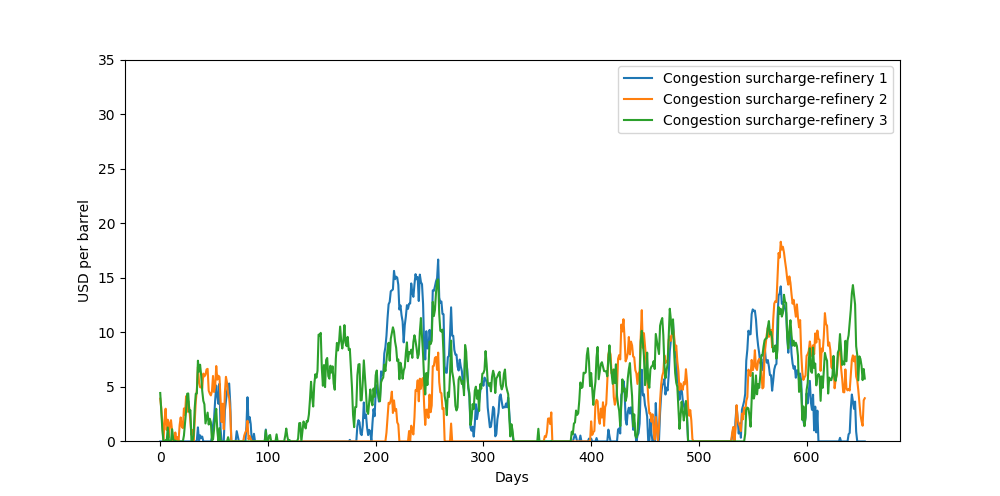 35
30
25
20
15
10
5
0
USD per barrel
0 100 200 300 400 500 600
Days
Congestion surcharge-refinery 1
Congestion surcharge-refinery 2
Congestion surcharge-refinery 3